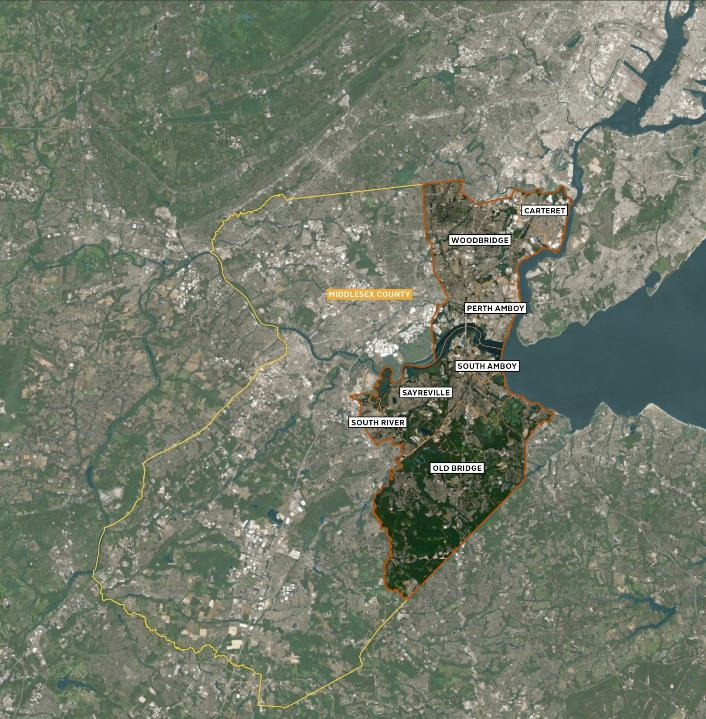 CARTERET
WOODBRIDGE
MIDDLESEX COUNTY
PERTH AMBOY
SOUTH AMBOY
SAYREVILLE
SOUTH RIVER
OLD BRIDGE